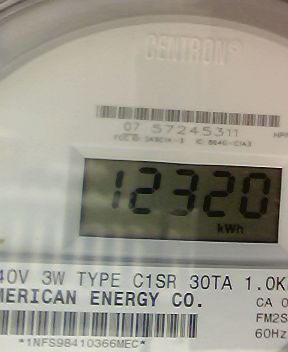 CENTRON®
07 57245311
12320
kWh
40V 3W TYPE C1SR 30TA 1.0K
MERICAN ENERGY CO.
CA 0
FM2S
*1NFS98410366MEC*
60Hz